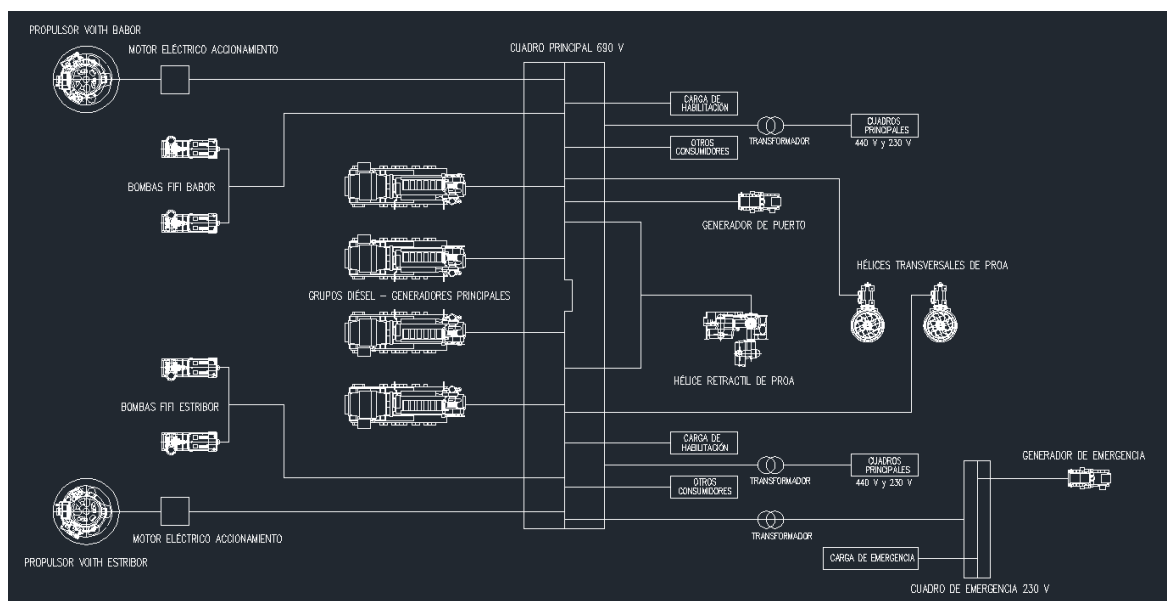 PROPULSOR VOITH BABOR
MOTOR ELÉCTRICO ACCIONAMIENTO
CUADRO PRINCIPAL 690 V
CARGA DE
HABILITACIÓN
TRANSFORMADOR
CUADROS
PRINCIPALES
440 V y 230 V
OTROS
CONSUMIDORES
BOMBAS FIFI BABOR
GENERADOR DE PUERTO
HÉLICES TRANSVERSALES DE PROA
GRUPOS DIÉSEL – GENERADORES PRINCIPALES
HÉLICE RETRACTIL DE PROA
BOMBAS FIFI ESTRIBOR
CARGA DE
HABILITACIÓN
TRANSFORMADOR
CUADROS
PRINCIPALES
440 V y 230 V
GENERADOR DE EMERGENCIA
OTROS
CONSUMIDORES
MOTOR ELÉCTRICO ACCIONAMIENTO
TRANSFORMADOR
PROPULSOR VOITH ESTRIBOR
CARGA DE EMERGENCIA
CUADRO DE EMERGENCIA 230 V